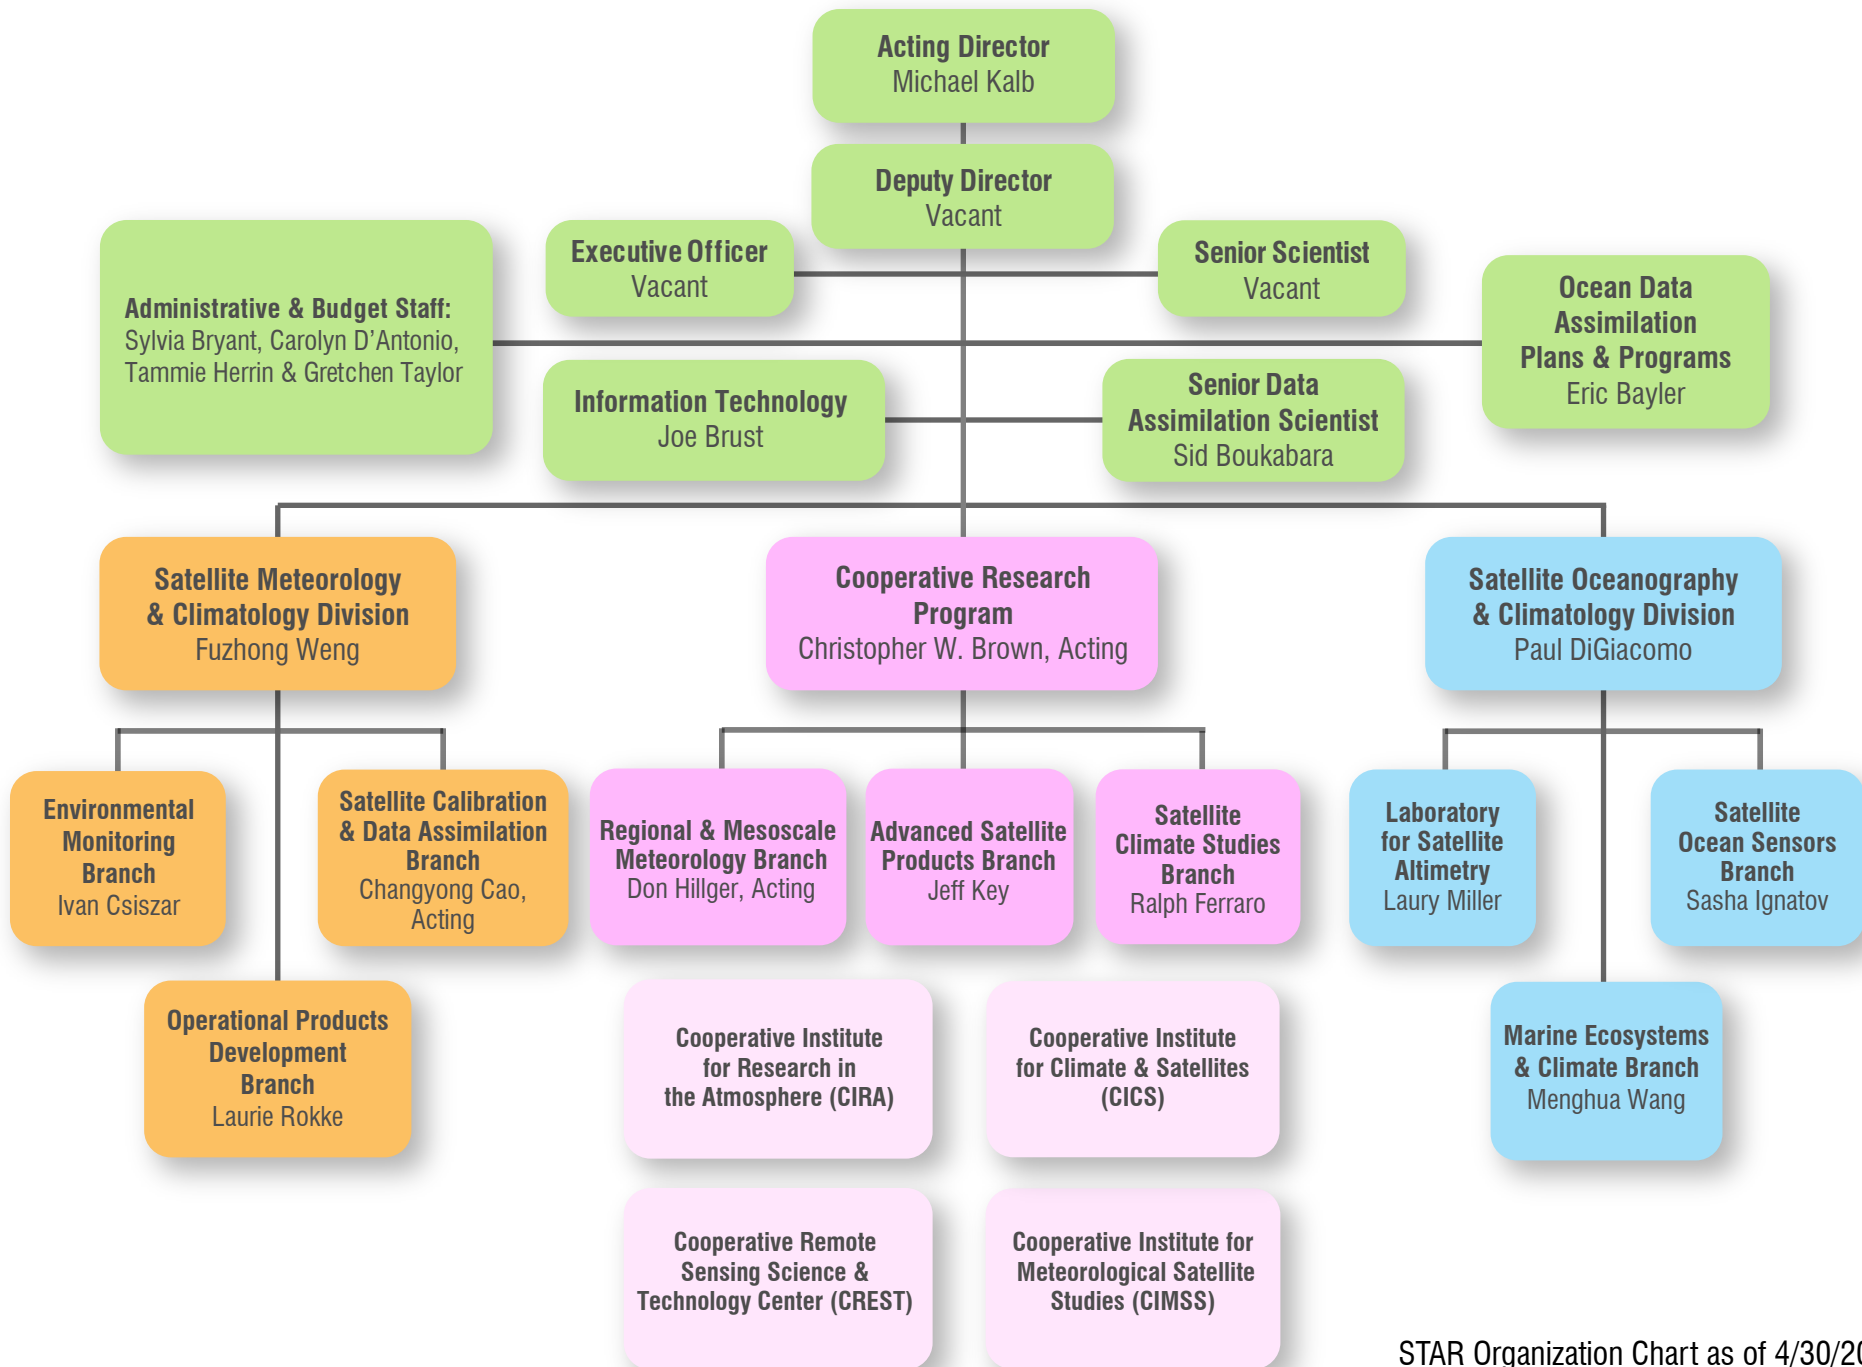 Acting Director
Michael Kalb
Deputy Director
Vacant
Executive Officer
Vacant
Senior Scientist
Vacant
Administrative & Budget Staff:
Sylvia Bryant, Carolyn D’Antonio,
Tammie Herrin & Gretchen Taylor
Ocean Data
Assimilation
Plans & Programs
Eric Bayler
Information Technology
Joe Brust
Senior Data
Assimilation Scientist
Sid Boukabara
Satellite Meteorology
& Climatology Division
Fuzhong Weng
Cooperative Research
Program
Christopher W. Brown, Acting
Satellite Oceanography
& Climatology Division
Paul DiGiacomo
Environmental
Monitoring
Branch
Ivan Csiszar
Satellite Calibration
& Data Assimilation
Branch
Changyong Cao,
Acting
Regional & Mesoscale
Meteorology Branch
Don Hillger, Acting
Advanced Satellite
Products Branch
Jeff Key
Satellite
Climate Studies
Branch
Ralph Ferraro
Laboratory
for Satellite
Altimetry
Laury Miller
Satellite
Ocean Sensors
Branch
Sasha Ignatov
Operational Products
Development
Branch
Laurie Rokke
Cooperative Institute
for Research in
the Atmosphere (CIRA)
Cooperative Institute
for Climate & Satellites
(CICS)
Marine Ecosystems
& Climate Branch
Menghua Wang
Cooperative Remote
Sensing Science &
Technology Center (CREST)
Cooperative Institute for
Meteorological Satellite
Studies (CIMSS)
STAR Organization Chart as of